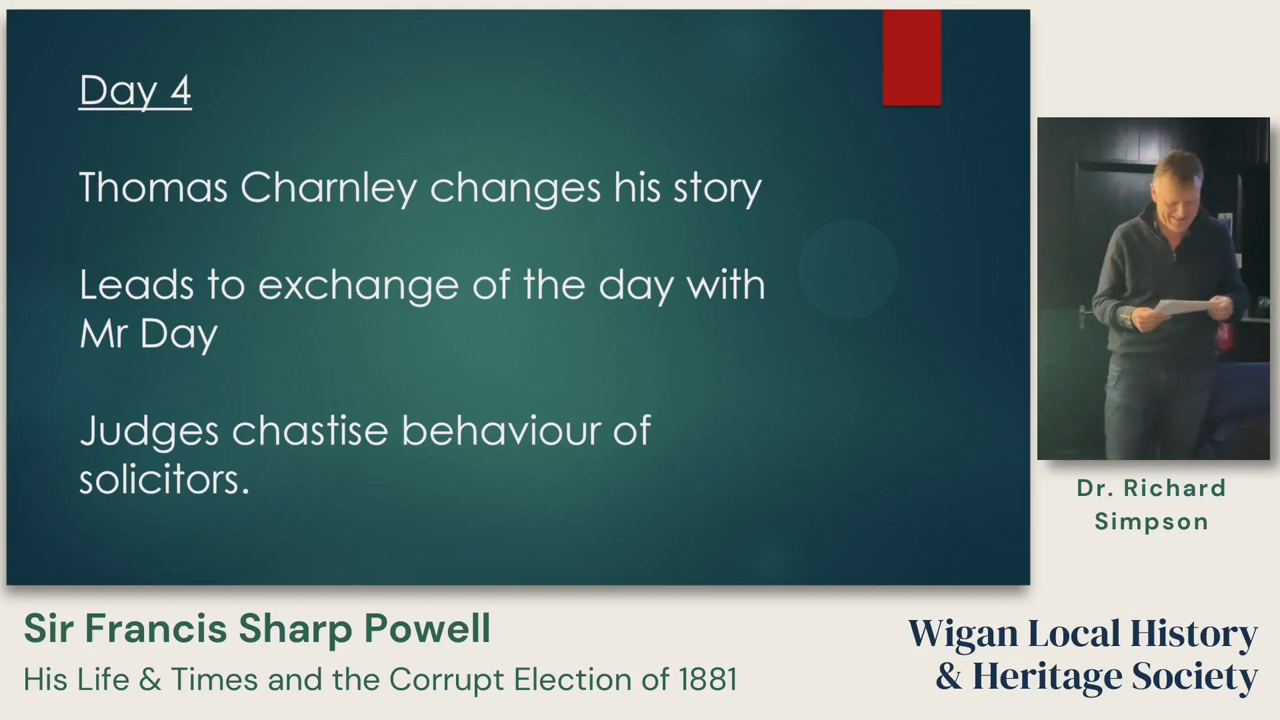 Day 4
Thomas Charnley changes his story
Leads to exchange of the day with
Mr Day
Judges chastise behaviour of
solicitors.
Dr. Richard
Simpson
Sir Francis Sharp Powell
His Life & Times and the Corrupt Election of 1881
Wigan Local History
& Heritage Society